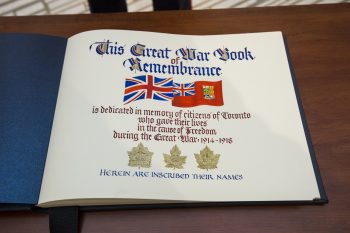 This Great War Book
of
Remembrance
is dedicated in memory of citizens of Toronto
who gave their lives
in the cause of Freedom
during the Great War: 1914-1918
Herein are inscribed their names